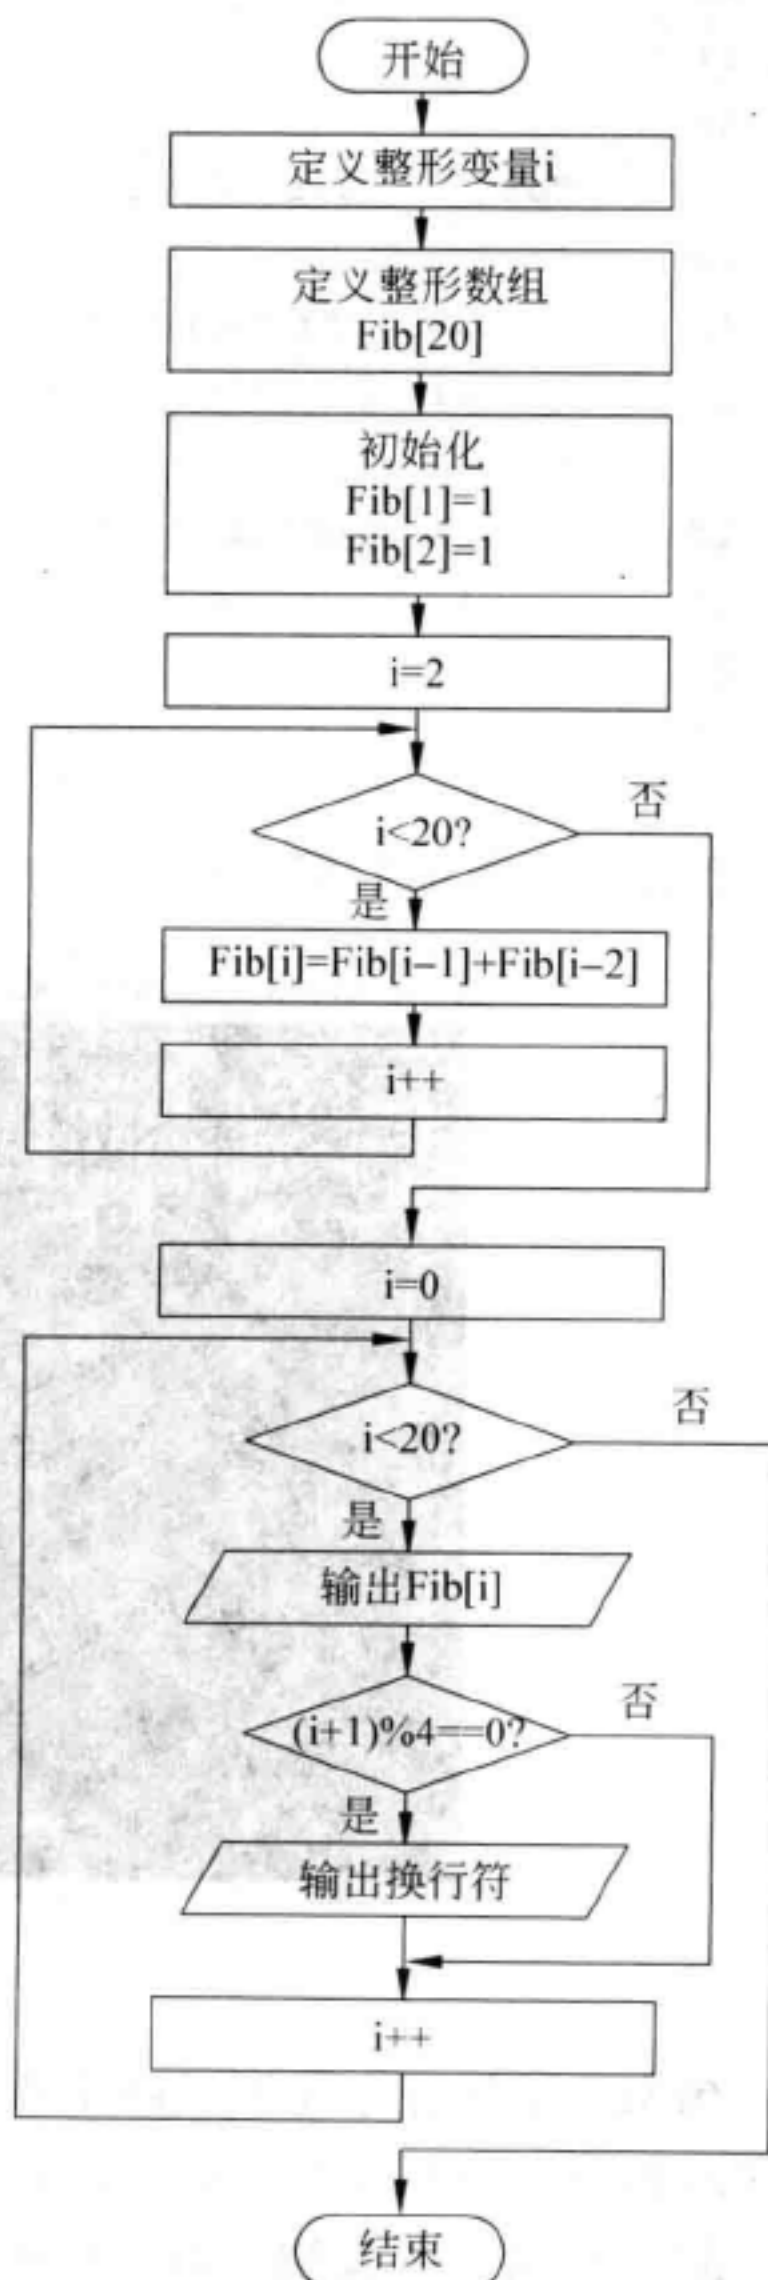 开始
定义整形变量i
定义整形数组
Fib[20]
初始化
Fib[1]=1
Fib[2]=1
i=2
i<20?
否
是
Fib[i]=Fib[i–1]+Fib[i–2]
i++
i=0
i<20?
否
是
输出Fib[i]
(i+1)%4==0?
否
是
输出换行符
i++
结束